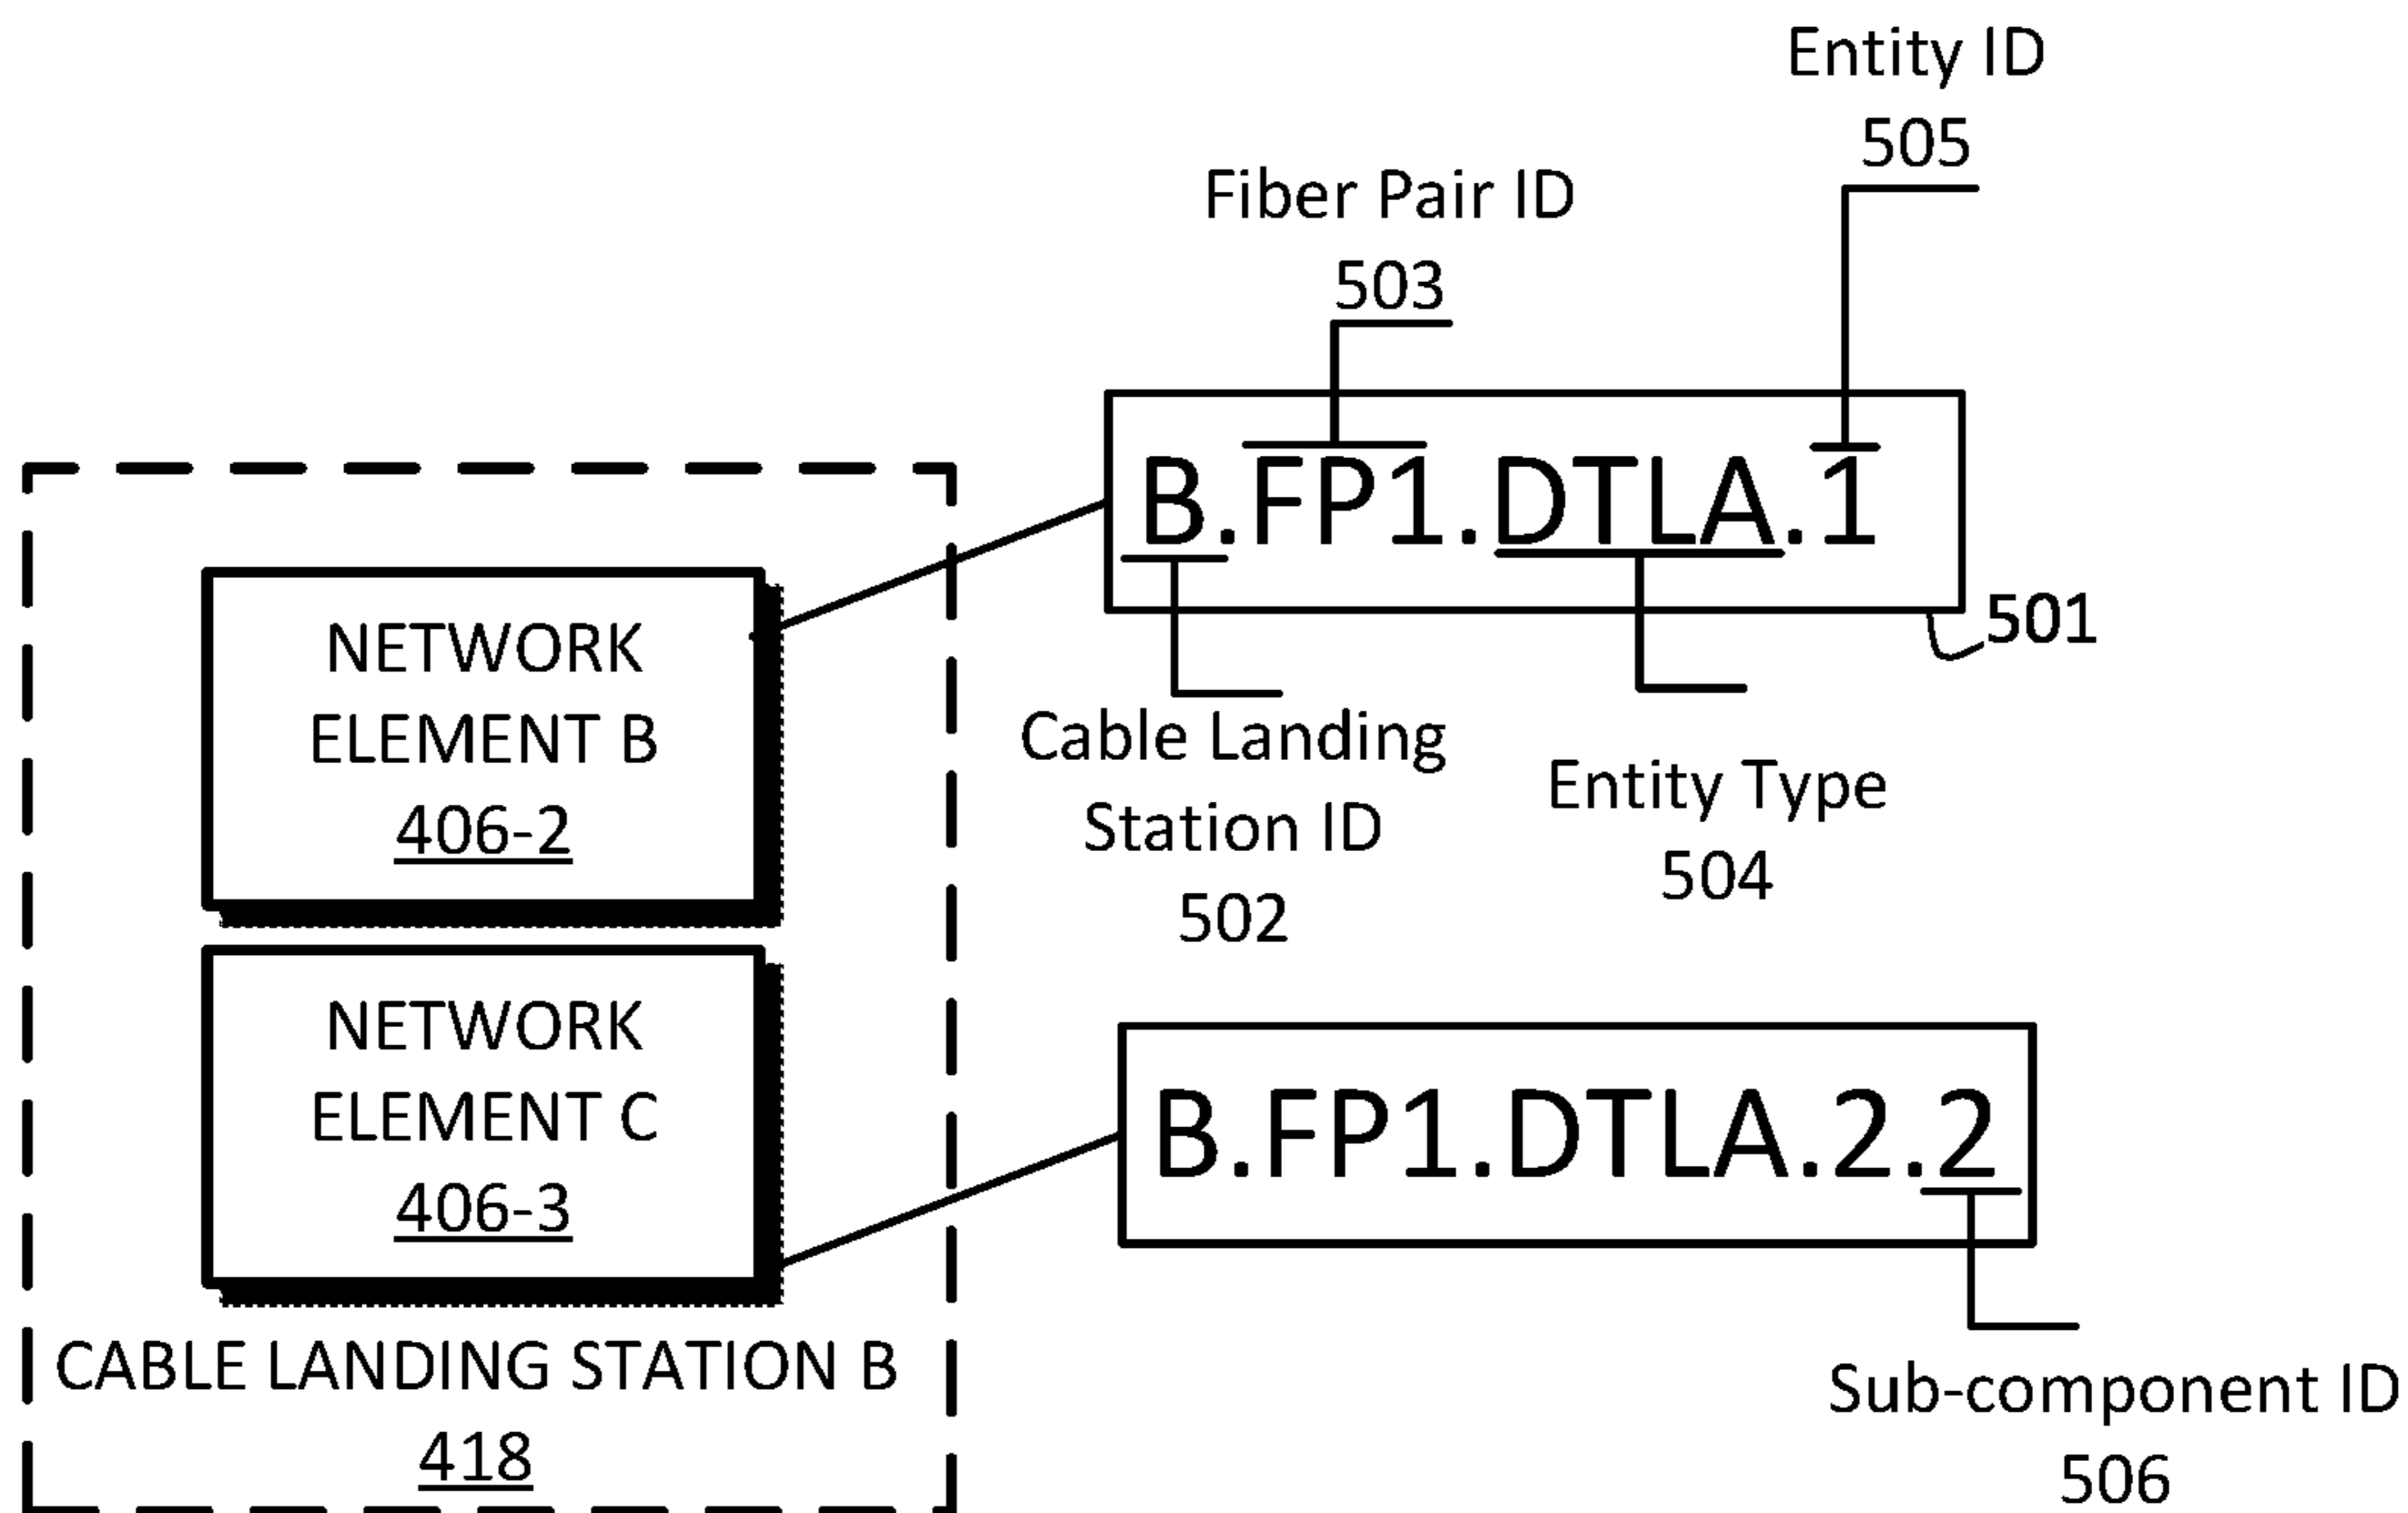 Entity ID
505
Fiber Pair ID
503
B.FP1.DTLA.1
501
Cable Landing
Station ID
502
Entity Type
504
NETWORK
ELEMENT B
406-2
NETWORK
ELEMENT C
406-3
B.FP1.DTLA.2.2
Sub-component ID
506
CABLE LANDING STATION B
418